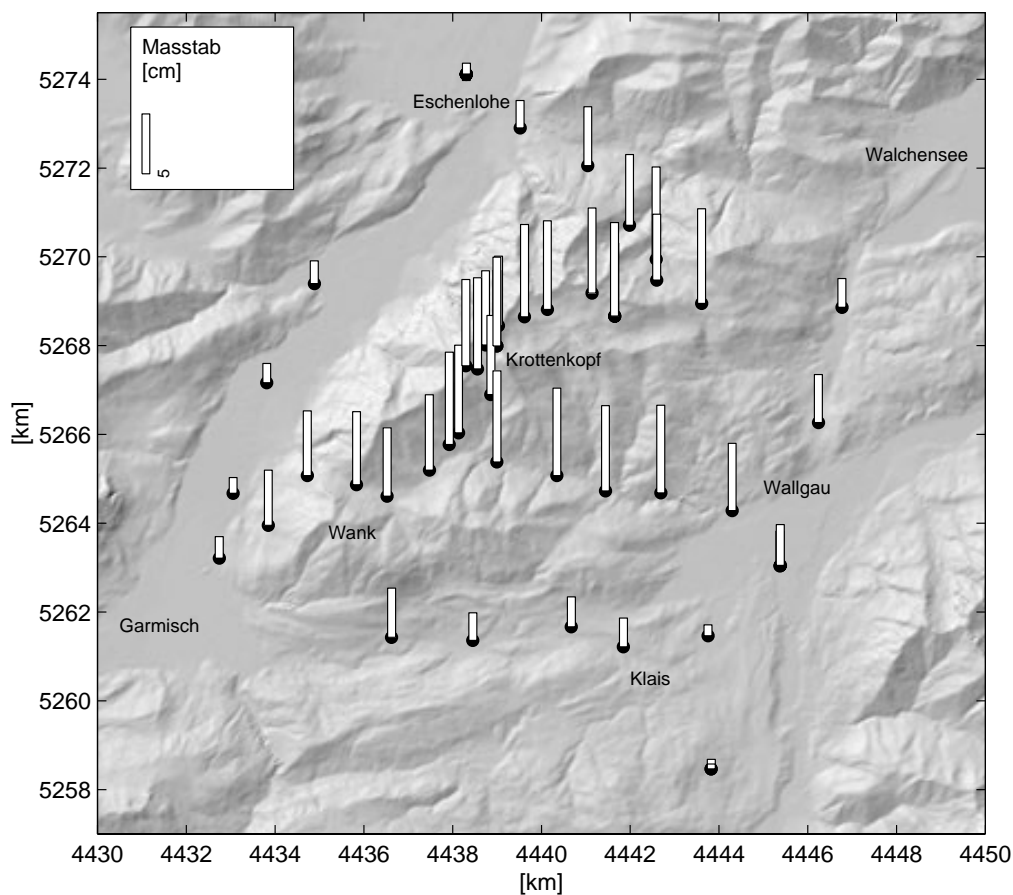 Masstab
[cm]
5
Eschenlohe
Walchensee
Krottenkopf
Wallgau
Wank
Garmisch
Klais
5274
5272
5270
5268
5266
5264
5262
5260
5258
[km]
4430 4432 4434 4436 4438 4440 4442 4444 4446 4448 4450
[km]